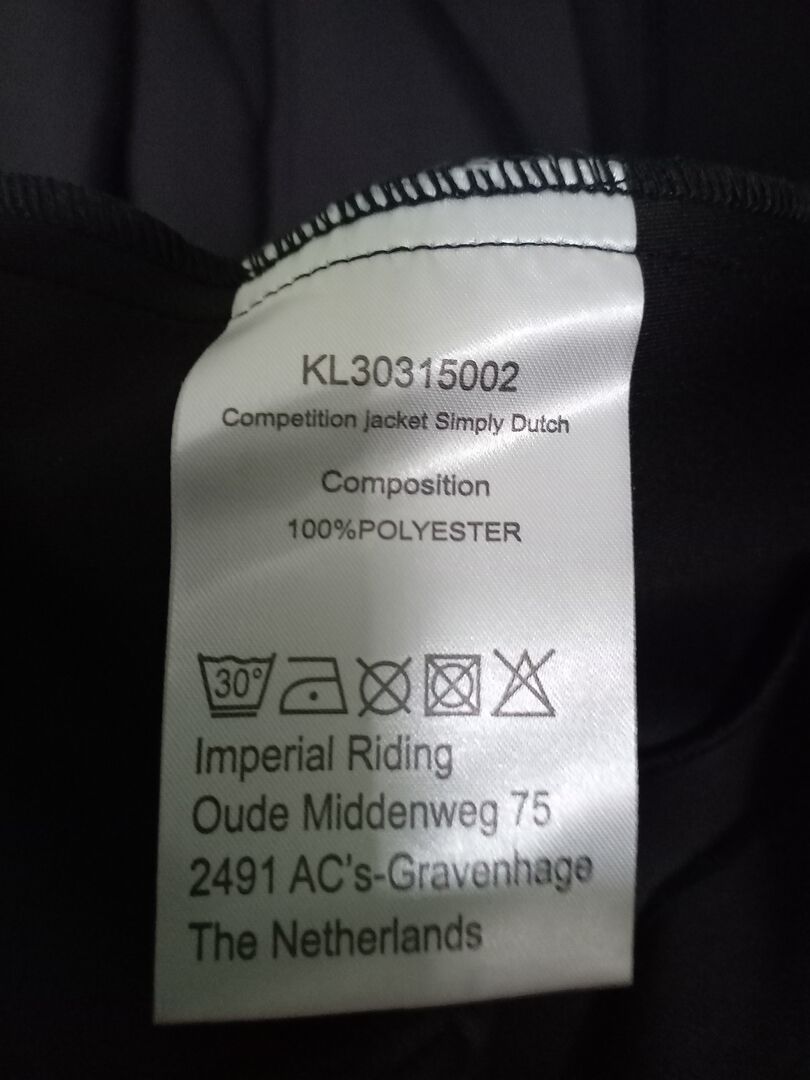 KL30315002
Competition jacket Simply Dutch
Composition
100%POLYESTER
30°
Imperial Riding
Oude Middenweg 75
2491 AC's-Gravenhage
The Netherlands